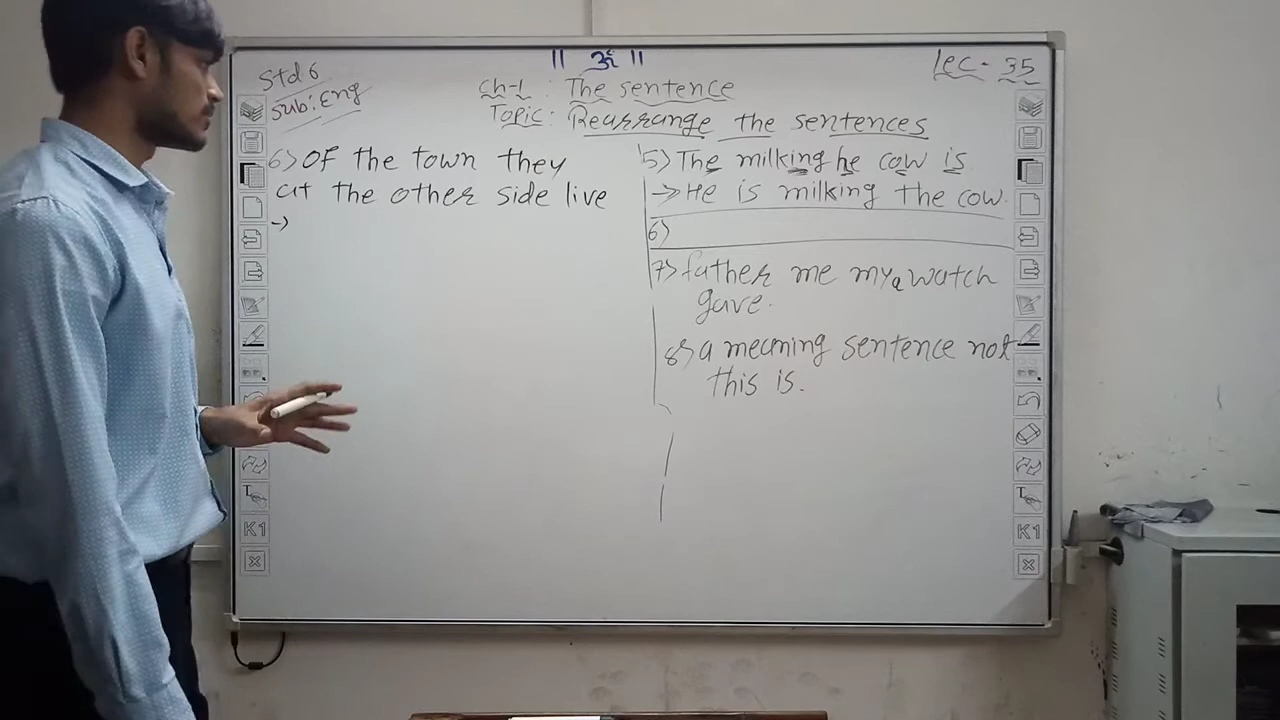 || ॐ ||
Lec - 35
Std 6
Sub: Eng
Ch-1 : The sentence
Topic: Rearrange the sentences
6) Of the town they
at the other side live
→
5) The milking he cow is
→ He is milking the cow.
6)
7) father me my a watch
gave.
8) a meaning sentence not
this is.
T
K1
T
K1